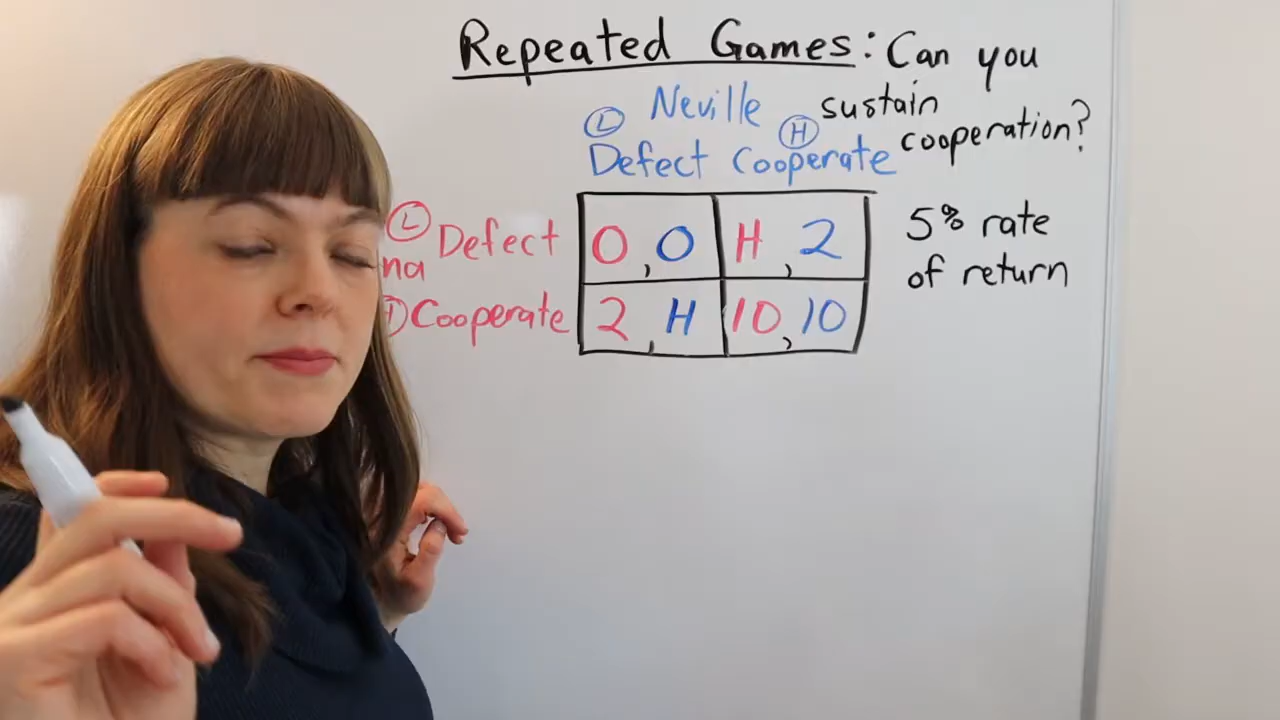 Repeated Games: Can you
sustain
cooperation?
Neville
L H
Defect Cooperate
L Defect 0, 0 H, 2
na
Cooperate 2, H 10, 10
5% rate
of return